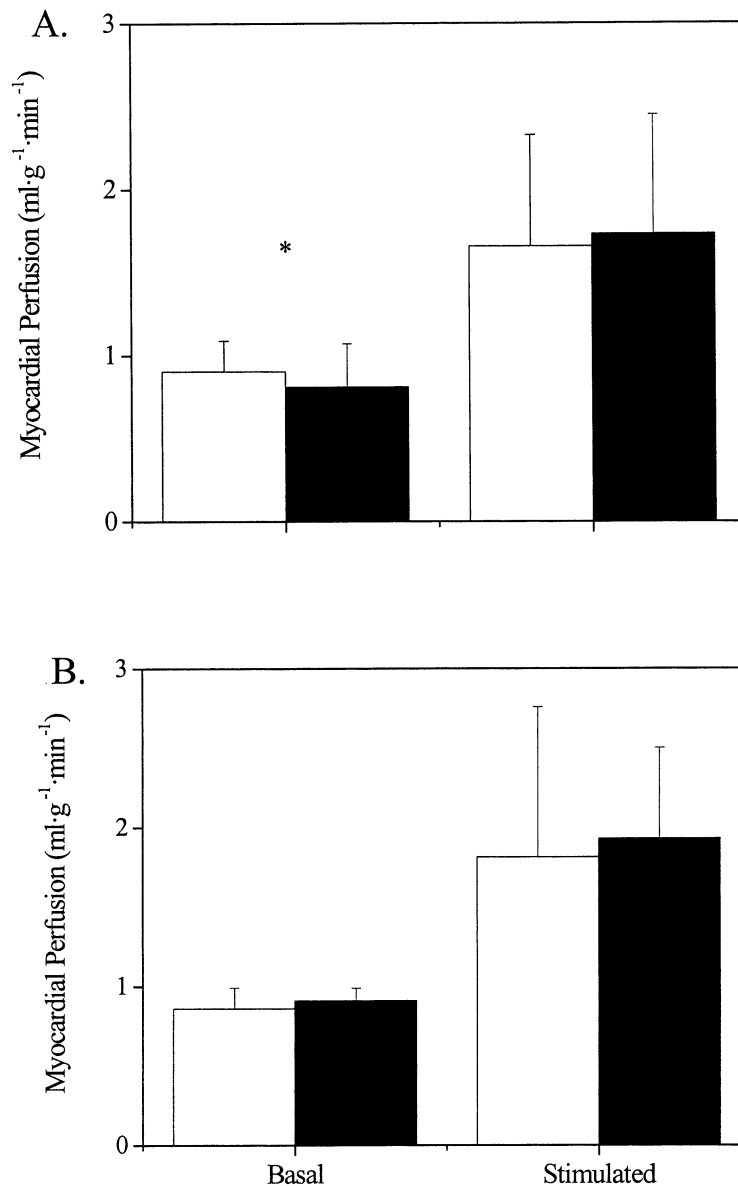 A.
3
2
1
0
Myocardial Perfusion (ml·g⁻¹·min⁻¹)
*
B.
3
2
1
0
Myocardial Perfusion (ml·g⁻¹·min⁻¹)
Basal Stimulated